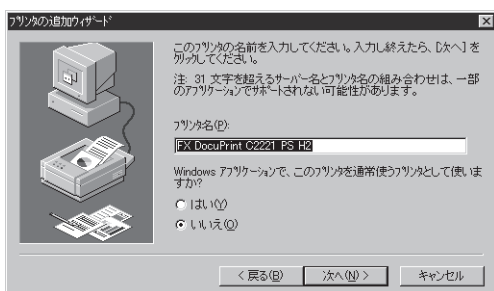 プリンタの追加ウィザード
このプリンタの名前を入力してください。入力し終えたら、[次へ] を
クリックしてください。
注: 31 文字を超えるサーバー名とプリンタ名の組み合わせは、一部
のアプリケーションでサポートされない可能性があります。
プリンタ名(P):
FX DocuPrint C2221 PS H2
Windows アプリケーションで、このプリンタを通常使うプリンタとして使いま
すか?
はい(Y)
いいえ(O)
< 戻る(B)
次へ(N) >
キャンセル